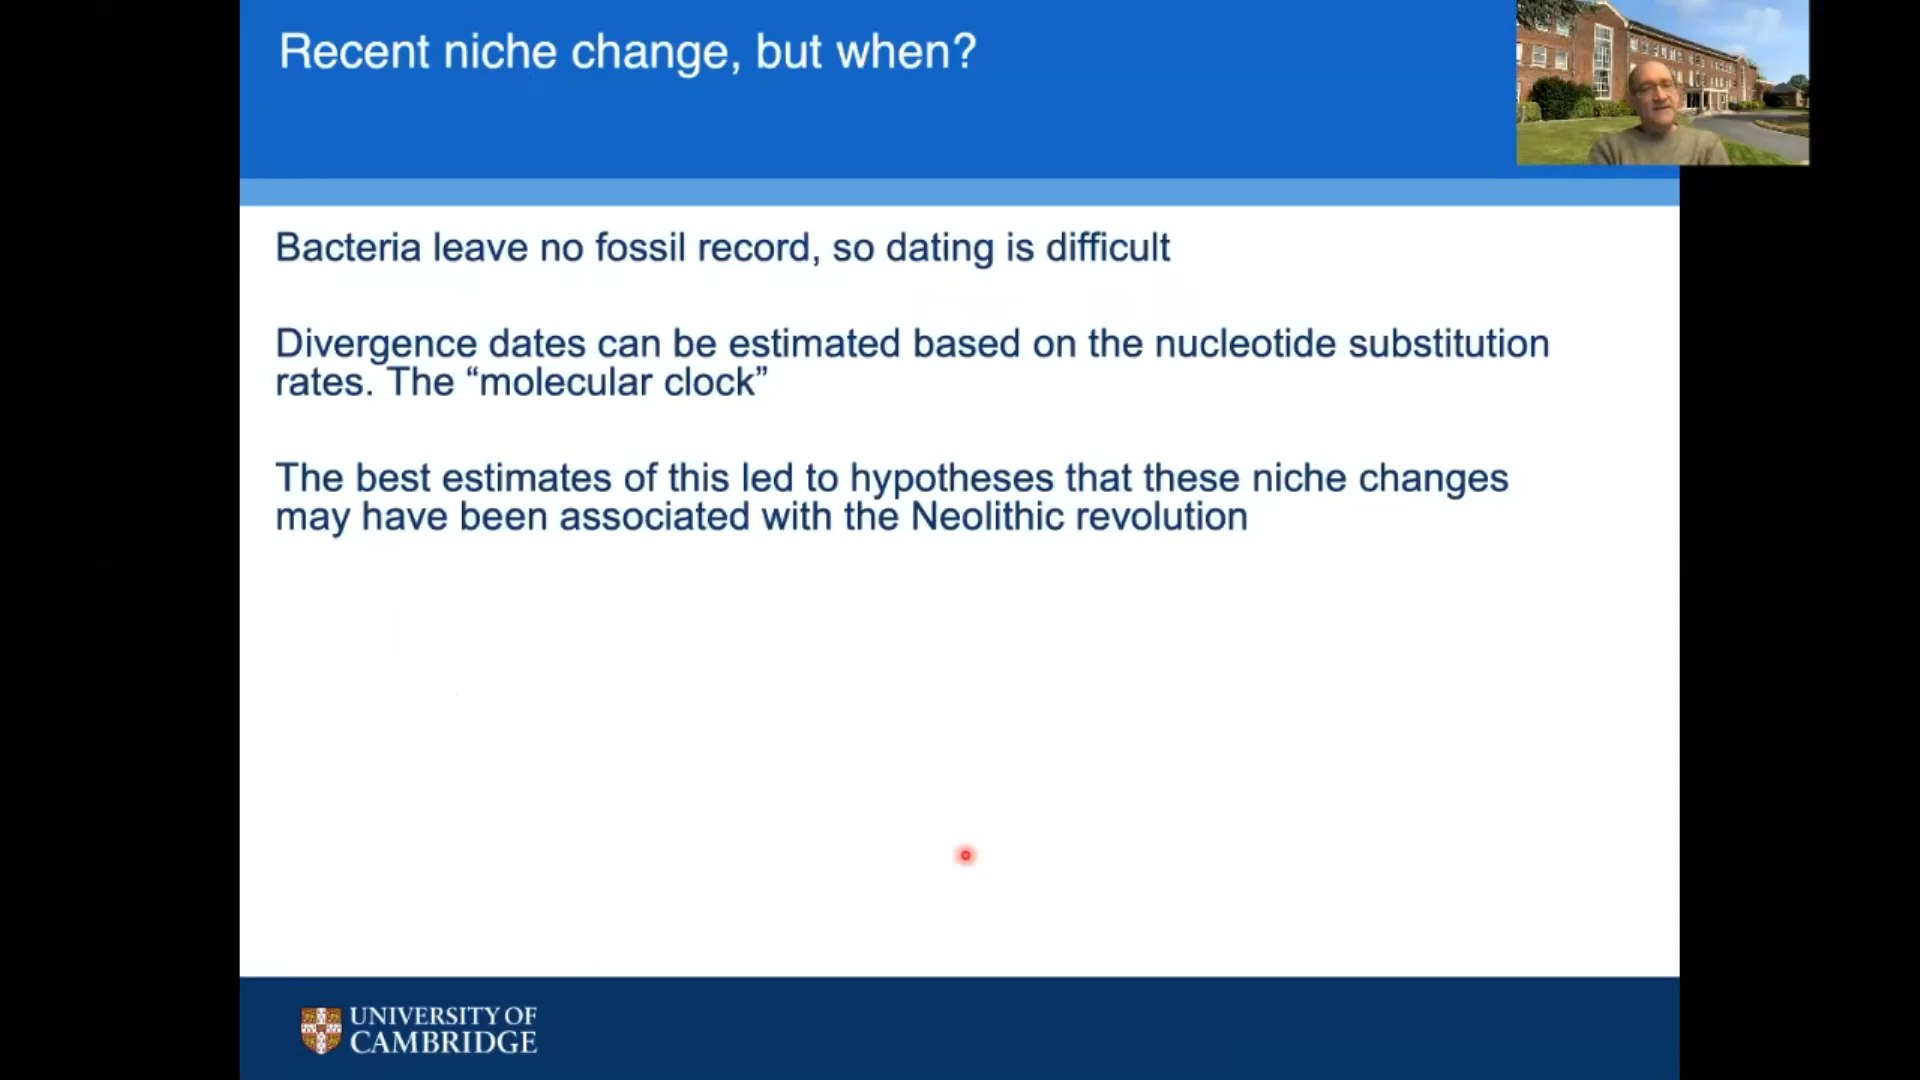 Recent niche change, but when?
Bacteria leave no fossil record, so dating is difficult
Divergence dates can be estimated based on the nucleotide substitution
rates. The “molecular clock”
The best estimates of this led to hypotheses that these niche changes
may have been associated with the Neolithic revolution
UNIVERSITY OF
CAMBRIDGE